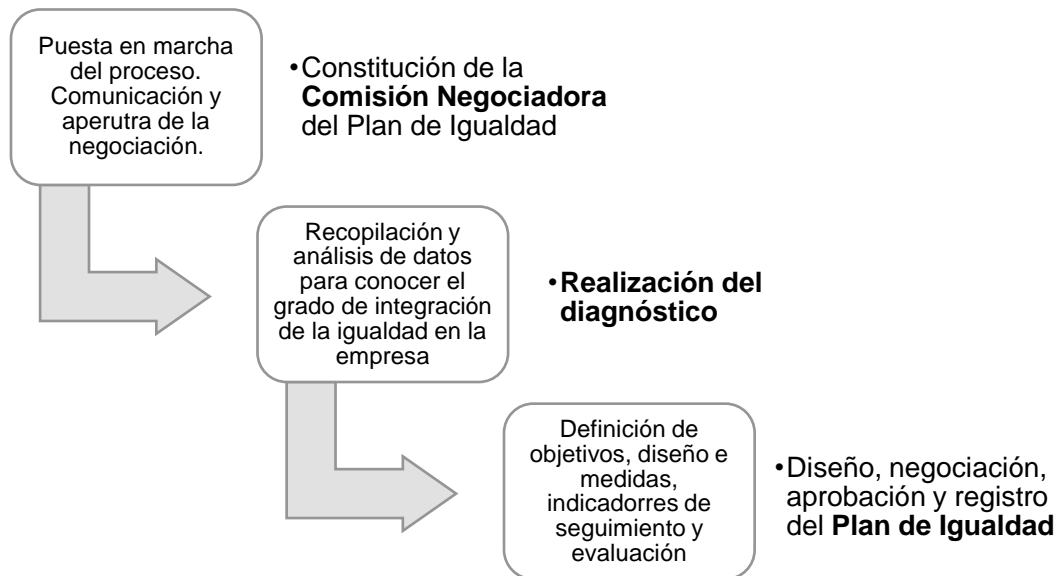 Puesta en marcha
del proceso.
Comunicación y
aperutra de la
negociación.
•Constitución de la
Comisión Negociadora
del Plan de Igualdad
Recopilación y
análisis de datos
para conocer el
grado de integración
de la igualdad en la
empresa
•Realización del
diagnóstico
Definición de
objetivos, diseño e
medidas,
indicadorres de
seguimiento y
evaluación
•Diseño, negociación,
aprobación y registro
del Plan de Igualdad